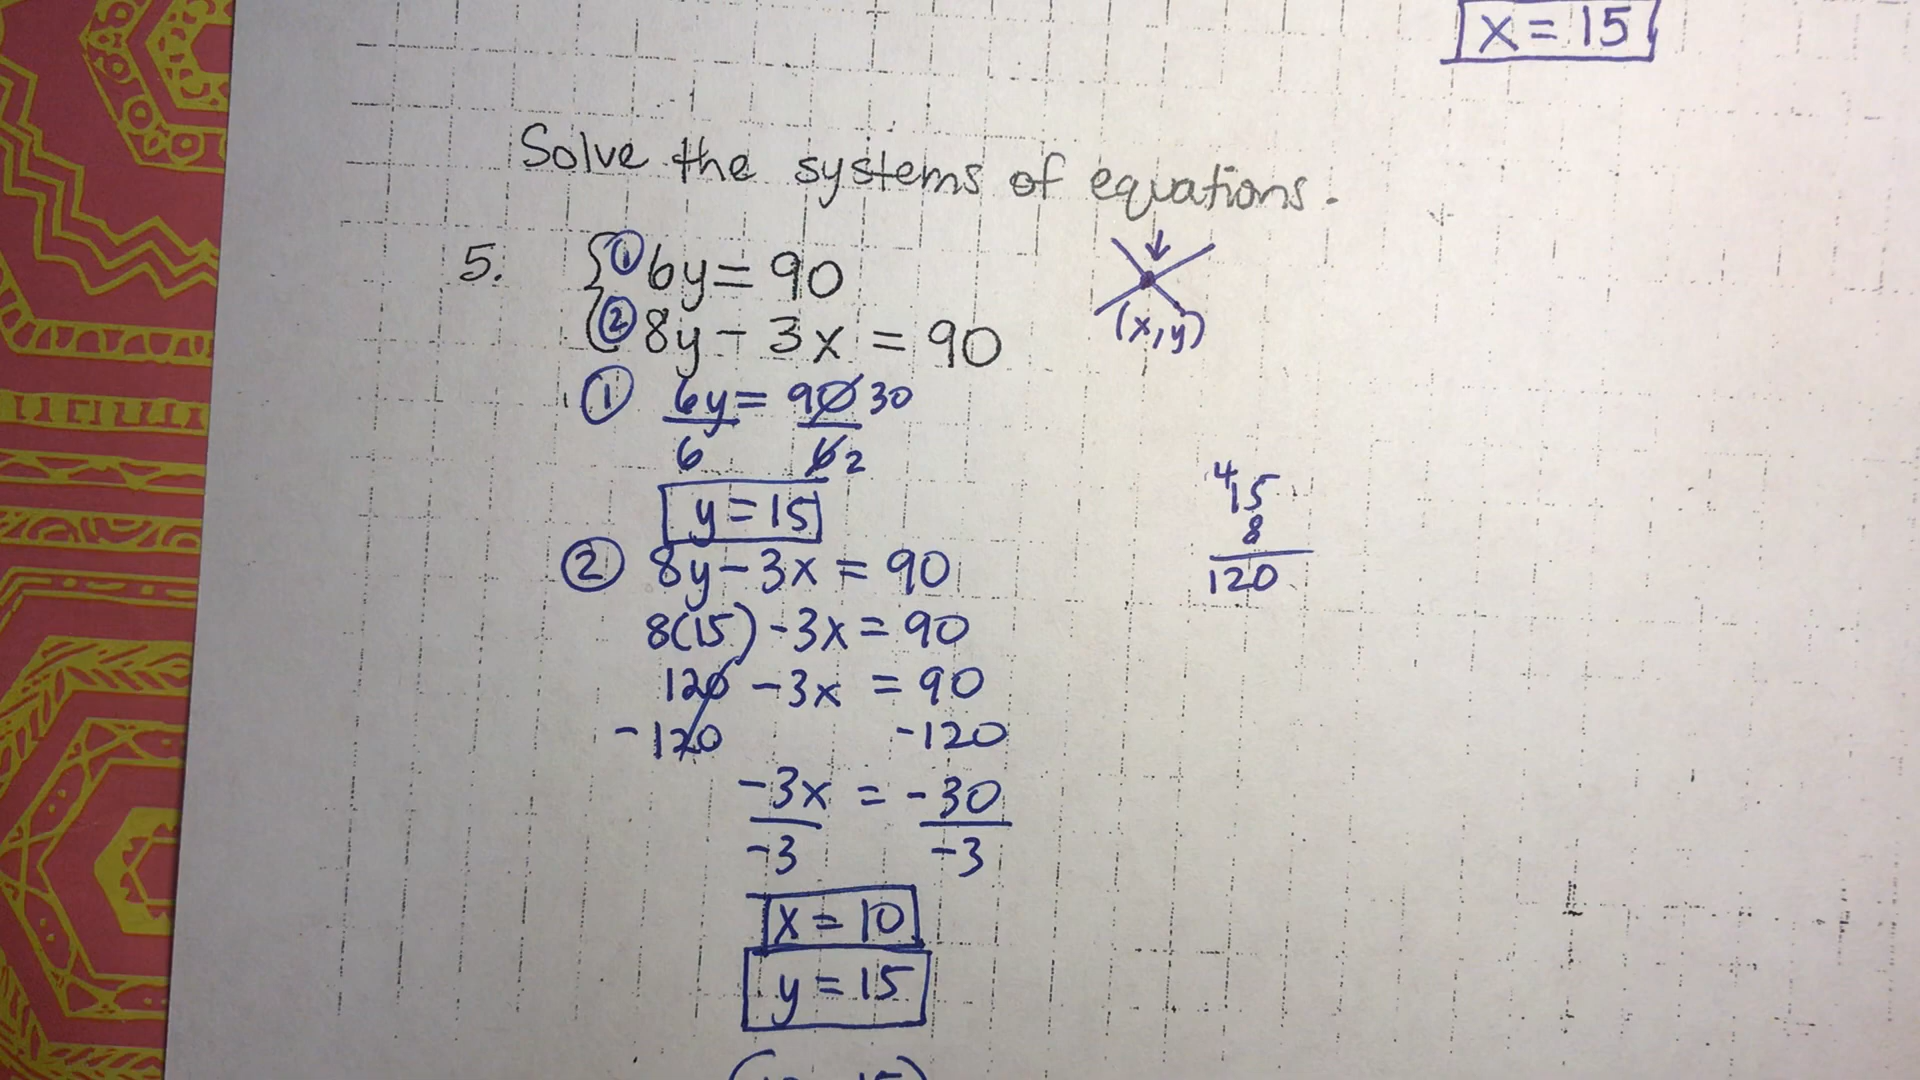 x = 15
Solve the systems of equations.
5. { ① 6y = 90
② 8y - 3x = 90
(x, y)
① 6y = 90 30
6 6 2
y = 15
② 8y - 3x = 90
8(15) - 3x = 90
120 - 3x = 90
-120 -120
-3x = -30
-3 -3
x = 10
y = 15
4
15
8
120